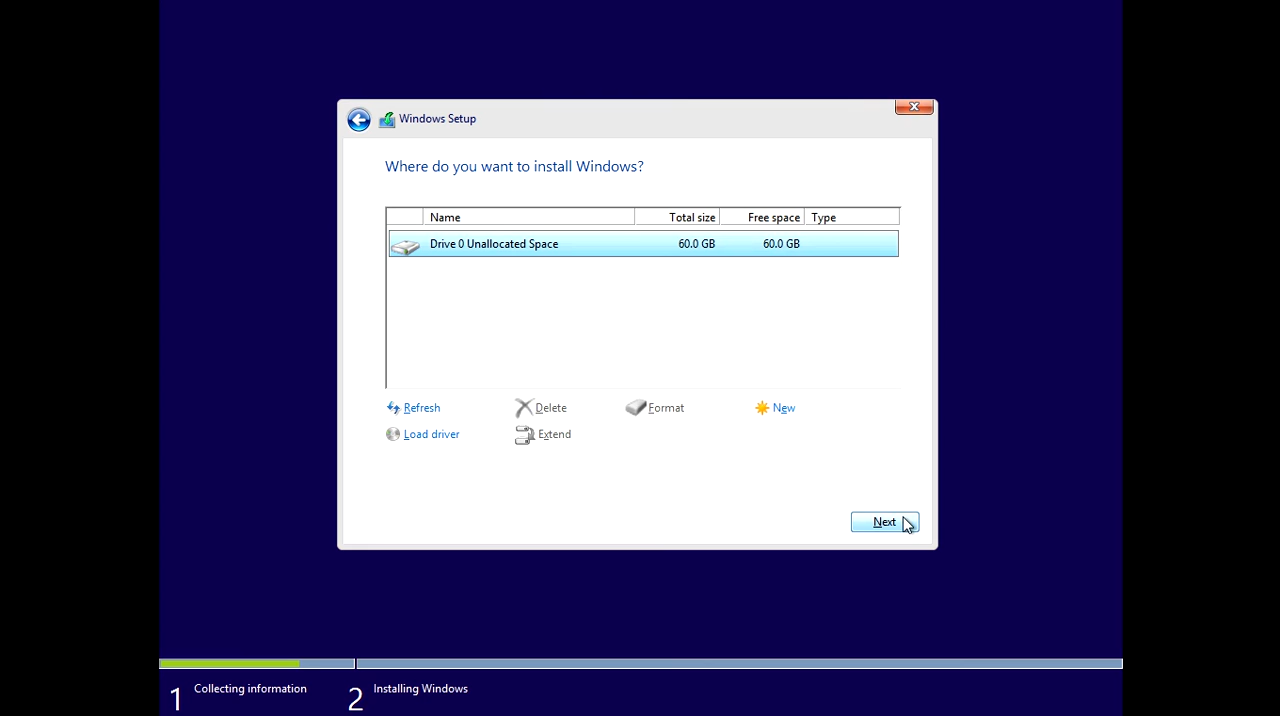 Windows Setup
Where do you want to install Windows?
Name Total size Free space Type
Drive 0 Unallocated Space 60.0 GB 60.0 GB
Refresh Delete Format New
Load driver Extend
Next
1 Collecting information 2 Installing Windows